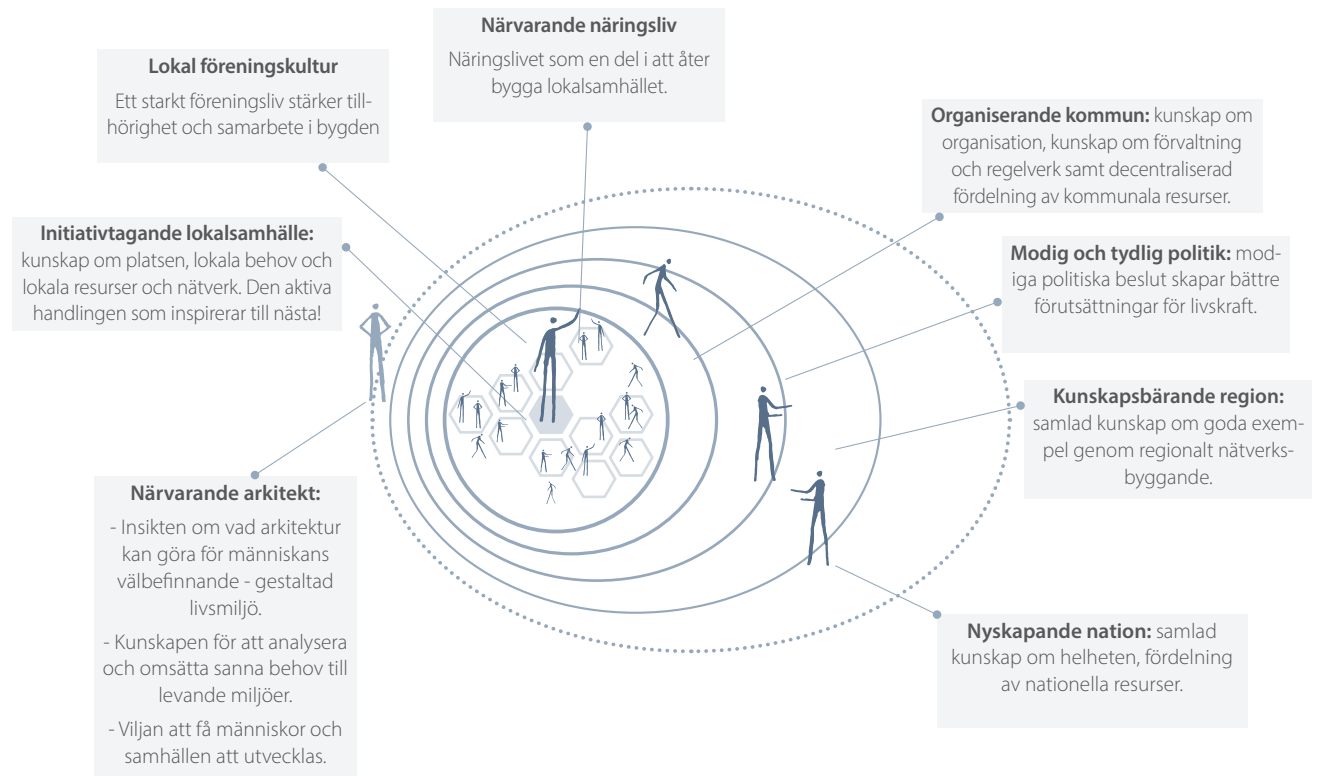 Närvarande näringsliv
Näringslivet som en del i att åter
bygga lokalsamhället.
Lokal föreningskultur
Ett starkt föreningsliv stärker till-
hörighet och samarbete i bygden
Organiserande kommun: kunskap om
organisation, kunskap om förvaltning
och regelverk samt decentraliserad
fördelning av kommunala resurser.
Initiativtagande lokalsamhälle:
kunskap om platsen, lokala behov och
lokala resurser och nätverk. Den aktiva
handlingen som inspirerar till nästa!
Modig och tydlig politik: mod-
iga politiska beslut skapar bättre
förutsättningar för livskraft.
Kunskapsbärande region:
samlad kunskap om goda exem-
pel genom regionalt nätverks-
byggande.
Närvarande arkitekt:
- Insikten om vad arkitektur
kan göra för människans
välbefinnande - gestaltad
livsmiljö.
- Kunskapen för att analysera
och omsätta sanna behov till
levande miljöer.
- Viljan att få människor och
samhällen att utvecklas.
Nyskapande nation: samlad
kunskap om helheten, fördelning
av nationella resurser.